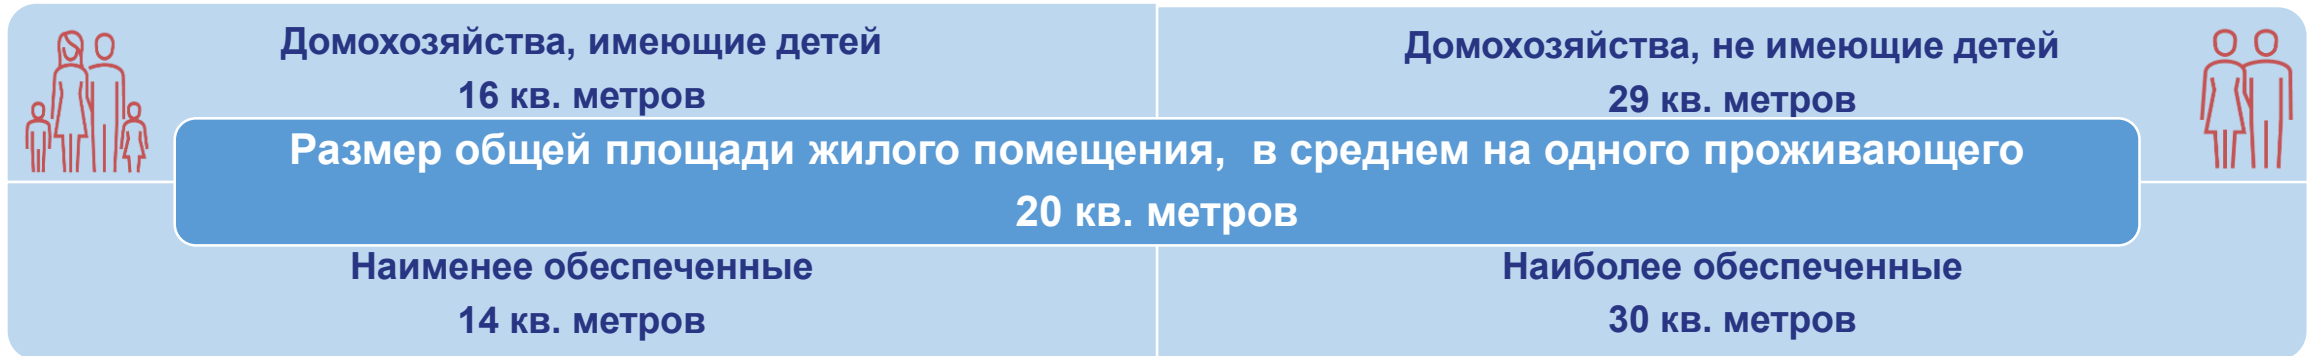 Домохозяйства, имеющие детей
16 кв. метров
Домохозяйства, не имеющие детей
29 кв. метров
Размер общей площади жилого помещения, в среднем на одного проживающего
20 кв. метров
Наименее обеспеченные
14 кв. метров
Наиболее обеспеченные
30 кв. метров